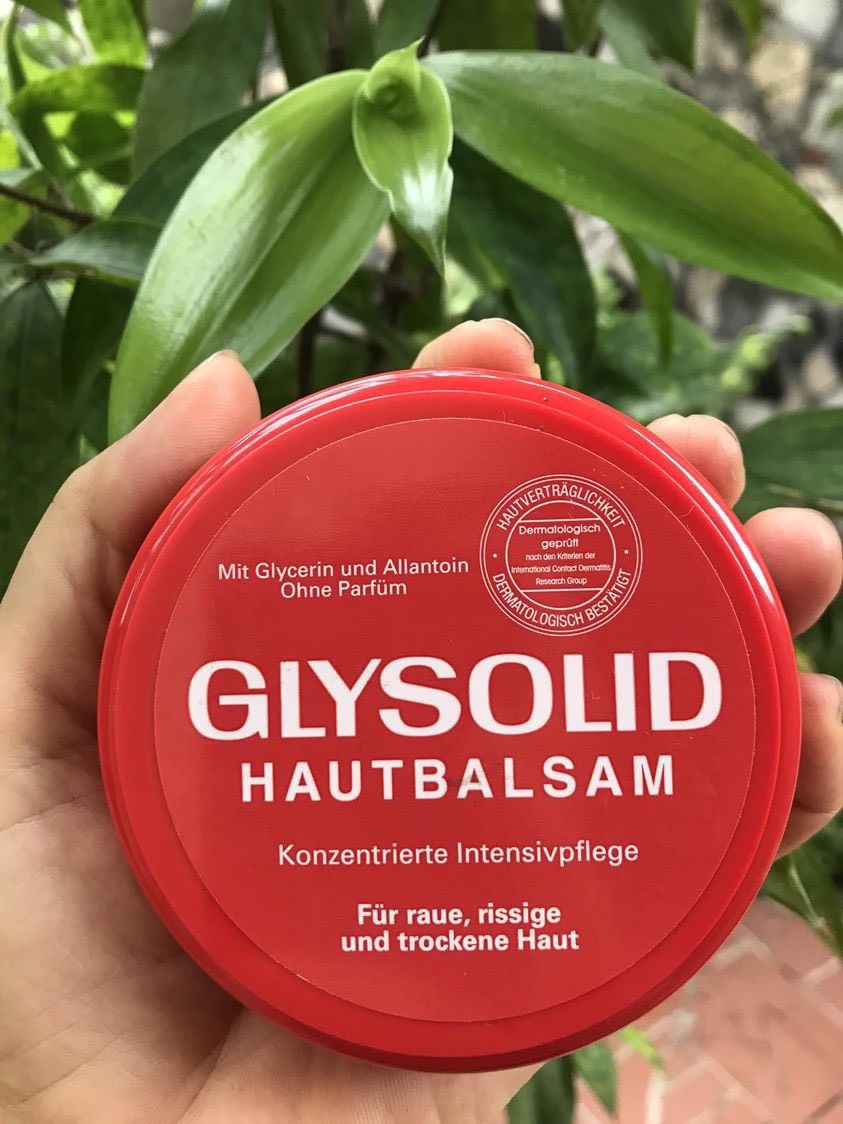 Mit Glycerin und Allantoin
Ohne Parfüm
HAUTVERTRÄGLICHKEIT
Dermatologisch
geprüft
nach den Kriterien der
International Contact Dermatitis
Research Group
DERMATOLOGISCH BESTÄTIGT
GLYSOLID
HAUTBALSAM
Konzentrierte Intensivpflege
Für raue, rissige
und trockene Haut